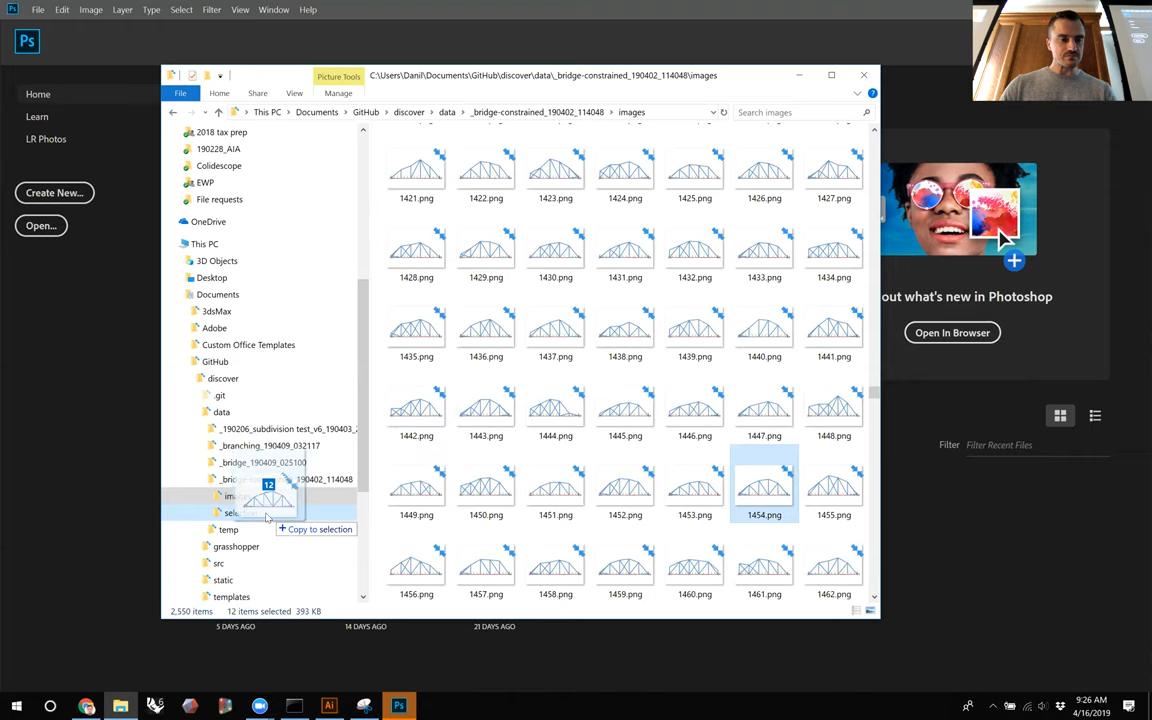 Ps File Edit Image Layer Type Select Filter View Window Help
Ps
Home
Learn
LR Photos
Create New...
Open...
Picture Tools C:\Users\Danil\Documents\GitHub\discover\data\_bridge-constrained_190402_114048\images
File Home Share View Manage
This PC Documents GitHub discover data _bridge-constrained_190402_114048 images
Search images
2018 tax prep
190228_AIA
Colidescope
EWP
File requests
OneDrive
This PC
3D Objects
Desktop
Documents
3dsMax
Adobe
Custom Office Templates
GitHub
discover
.git
data
_190206_subdivision test_v6_190403_2
_branching_190409_032117
_bridge_190409_025100
190402_114048
temp
grasshopper
src
static
templates
12
Copy to selection
1421.png 1422.png 1423.png 1424.png 1425.png 1426.png 1427.png
1428.png 1429.png 1430.png 1431.png 1432.png 1433.png 1434.png
1435.png 1436.png 1437.png 1438.png 1439.png 1440.png 1441.png
1442.png 1443.png 1444.png 1445.png 1446.png 1447.png 1448.png
1449.png 1450.png 1451.png 1452.png 1453.png 1454.png 1455.png
1456.png 1457.png 1458.png 1459.png 1460.png 1461.png 1462.png
2,550 items 12 items selected 393 KB
out what's new in Photoshop
Open In Browser
Filter Filter Recent Files
5 DAYS AGO 14 DAYS AGO 21 DAYS AGO
Ai Ps
9:26 AM
4/16/2019